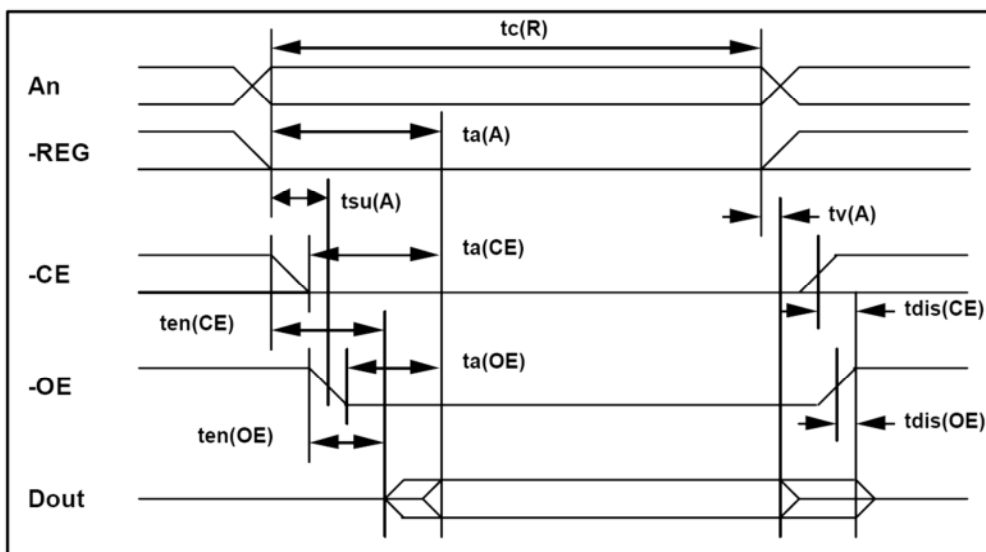 tc(R)
An
ta(A)
-REG
tsu(A)
tv(A)
ta(CE)
-CE
ten(CE)
tdis(CE)
ta(OE)
-OE
tdis(OE)
ten(OE)
Dout